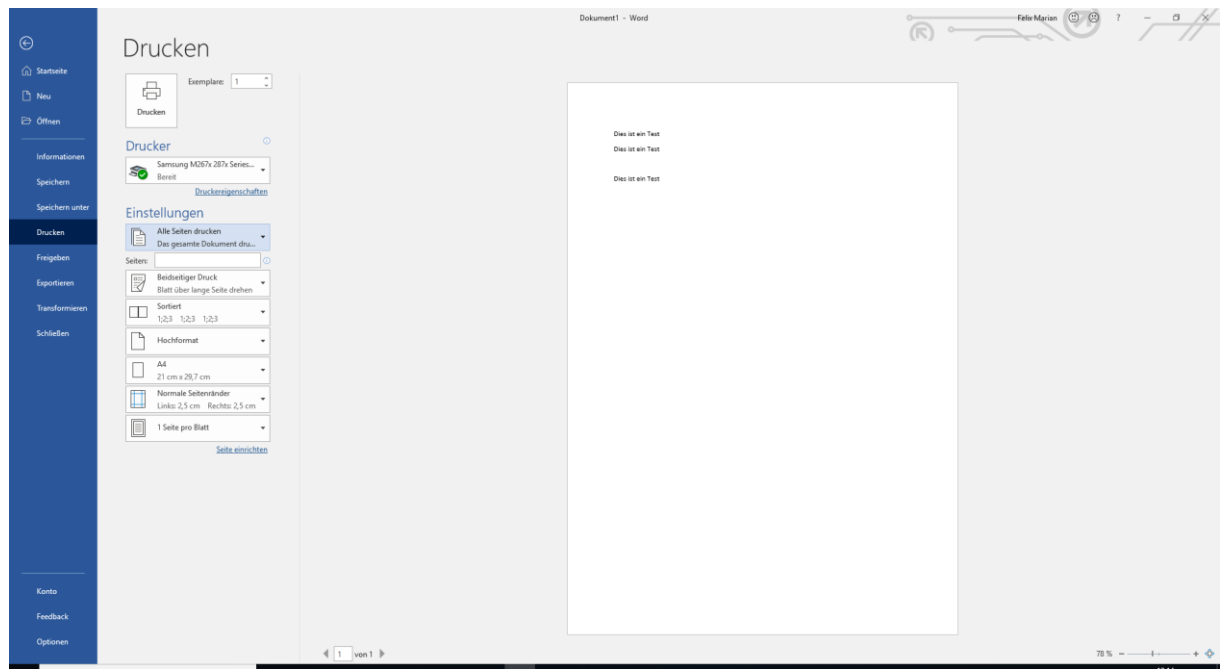 Dokument1 - Word
Felix Marian
?
Drucken
Startseite
Neu
Öffnen
Informationen
Speichern
Speichern unter
Drucken
Freigeben
Exportieren
Transformieren
Schließen
Konto
Feedback
Optionen
Exemplare: 1
Drucken
Drucker
Samsung M267x 287x Series...
Bereit
Druckereigenschaften
Einstellungen
Alle Seiten drucken
Das gesamte Dokument dru...
Seiten:
Beidseitiger Druck
Blatt über lange Seite drehen
Sortiert
1;2;3 1;2;3 1;2;3
Hochformat
A4
21 cm x 29,7 cm
Normale Seitenränder
Links: 2,5 cm Rechts: 2,5 cm
1 Seite pro Blatt
Seite einrichten
Dies ist ein Test
Dies ist ein Test
Dies ist ein Test
1 von 1
78 %